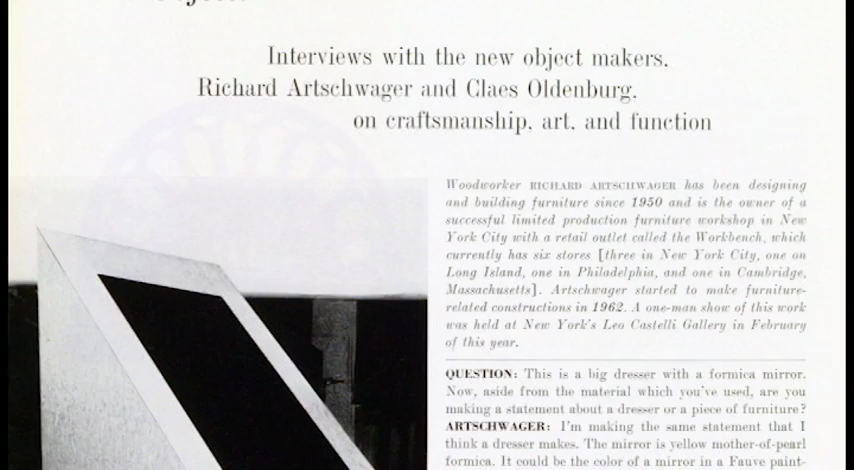 Interviews with the new object makers,
Richard Artschwager and Claes Oldenburg,
on craftsmanship, art, and function
Woodworker RICHARD ARTSCHWAGER has been designing
and building furniture since 1950 and is the owner of a
successful limited production furniture workshop in New
York City with a retail outlet called the Workbench, which
currently has six stores [three in New York City, one on
Long Island, one in Philadelphia, and one in Cambridge,
Massachusetts]. Artschwager started to make furniture-
related constructions in 1962. A one-man show of this work
was held at New York's Leo Castelli Gallery in February
of this year.
QUESTION: This is a big dresser with a formica mirror.
Now, aside from the material which you've used, are you
making a statement about a dresser or a piece of furniture?
ARTSCHWAGER: I'm making the same statement that I
think a dresser makes. The mirror is yellow mother-of-pearl
formica. It could be the color of a mirror in a Fauve paint-